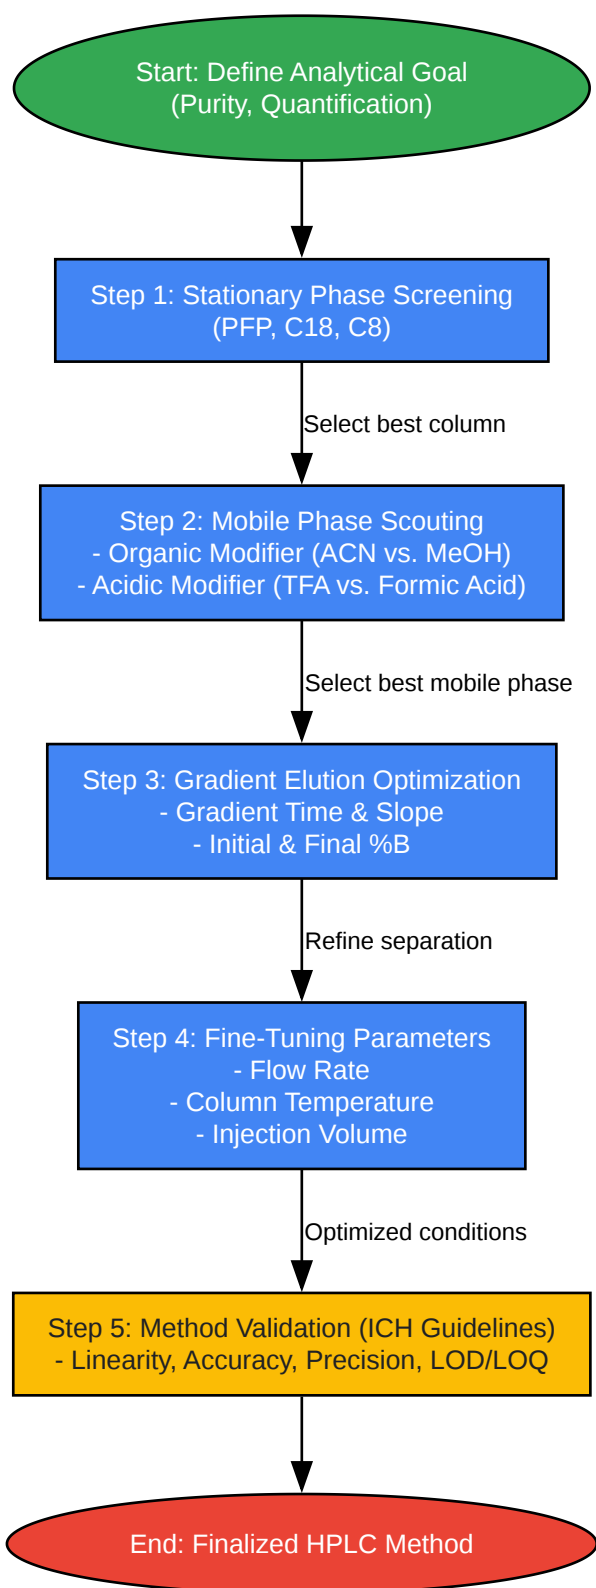 Start: Define Analytical Goal
(Purity, Quantification)
Step 1: Stationary Phase Screening
(PFP, C18, C8)
Select best column
Step 2: Mobile Phase Scouting
- Organic Modifier (ACN vs. MeOH)
- Acidic Modifier (TFA vs. Formic Acid)
Select best mobile phase
Step 3: Gradient Elution Optimization
- Gradient Time & Slope
- Initial & Final %B
Refine separation
Step 4: Fine-Tuning Parameters
- Flow Rate
- Column Temperature
- Injection Volume
Optimized conditions
Step 5: Method Validation (ICH Guidelines)
- Linearity, Accuracy, Precision, LOD/LOQ
End: Finalized HPLC Method